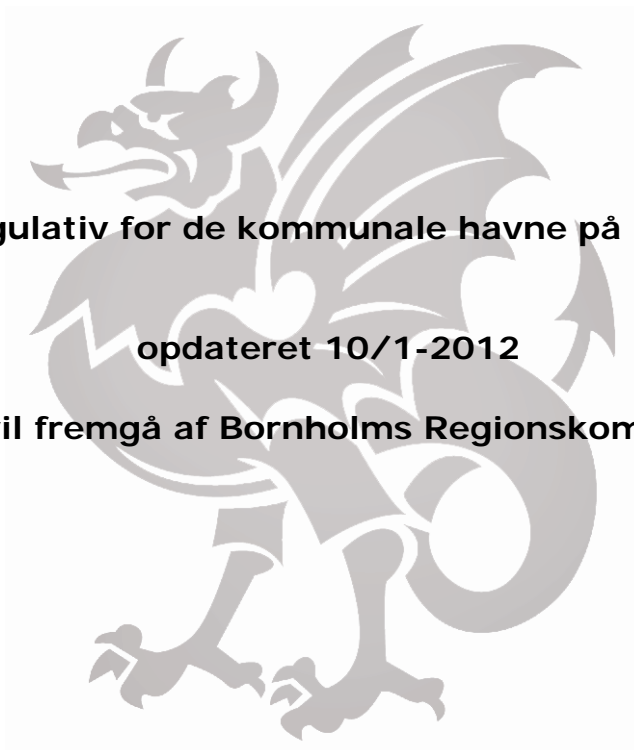 gulativ for de kommunale havne på
opdateret 10/1-2012
il fremgå af Bornholms Regionskom